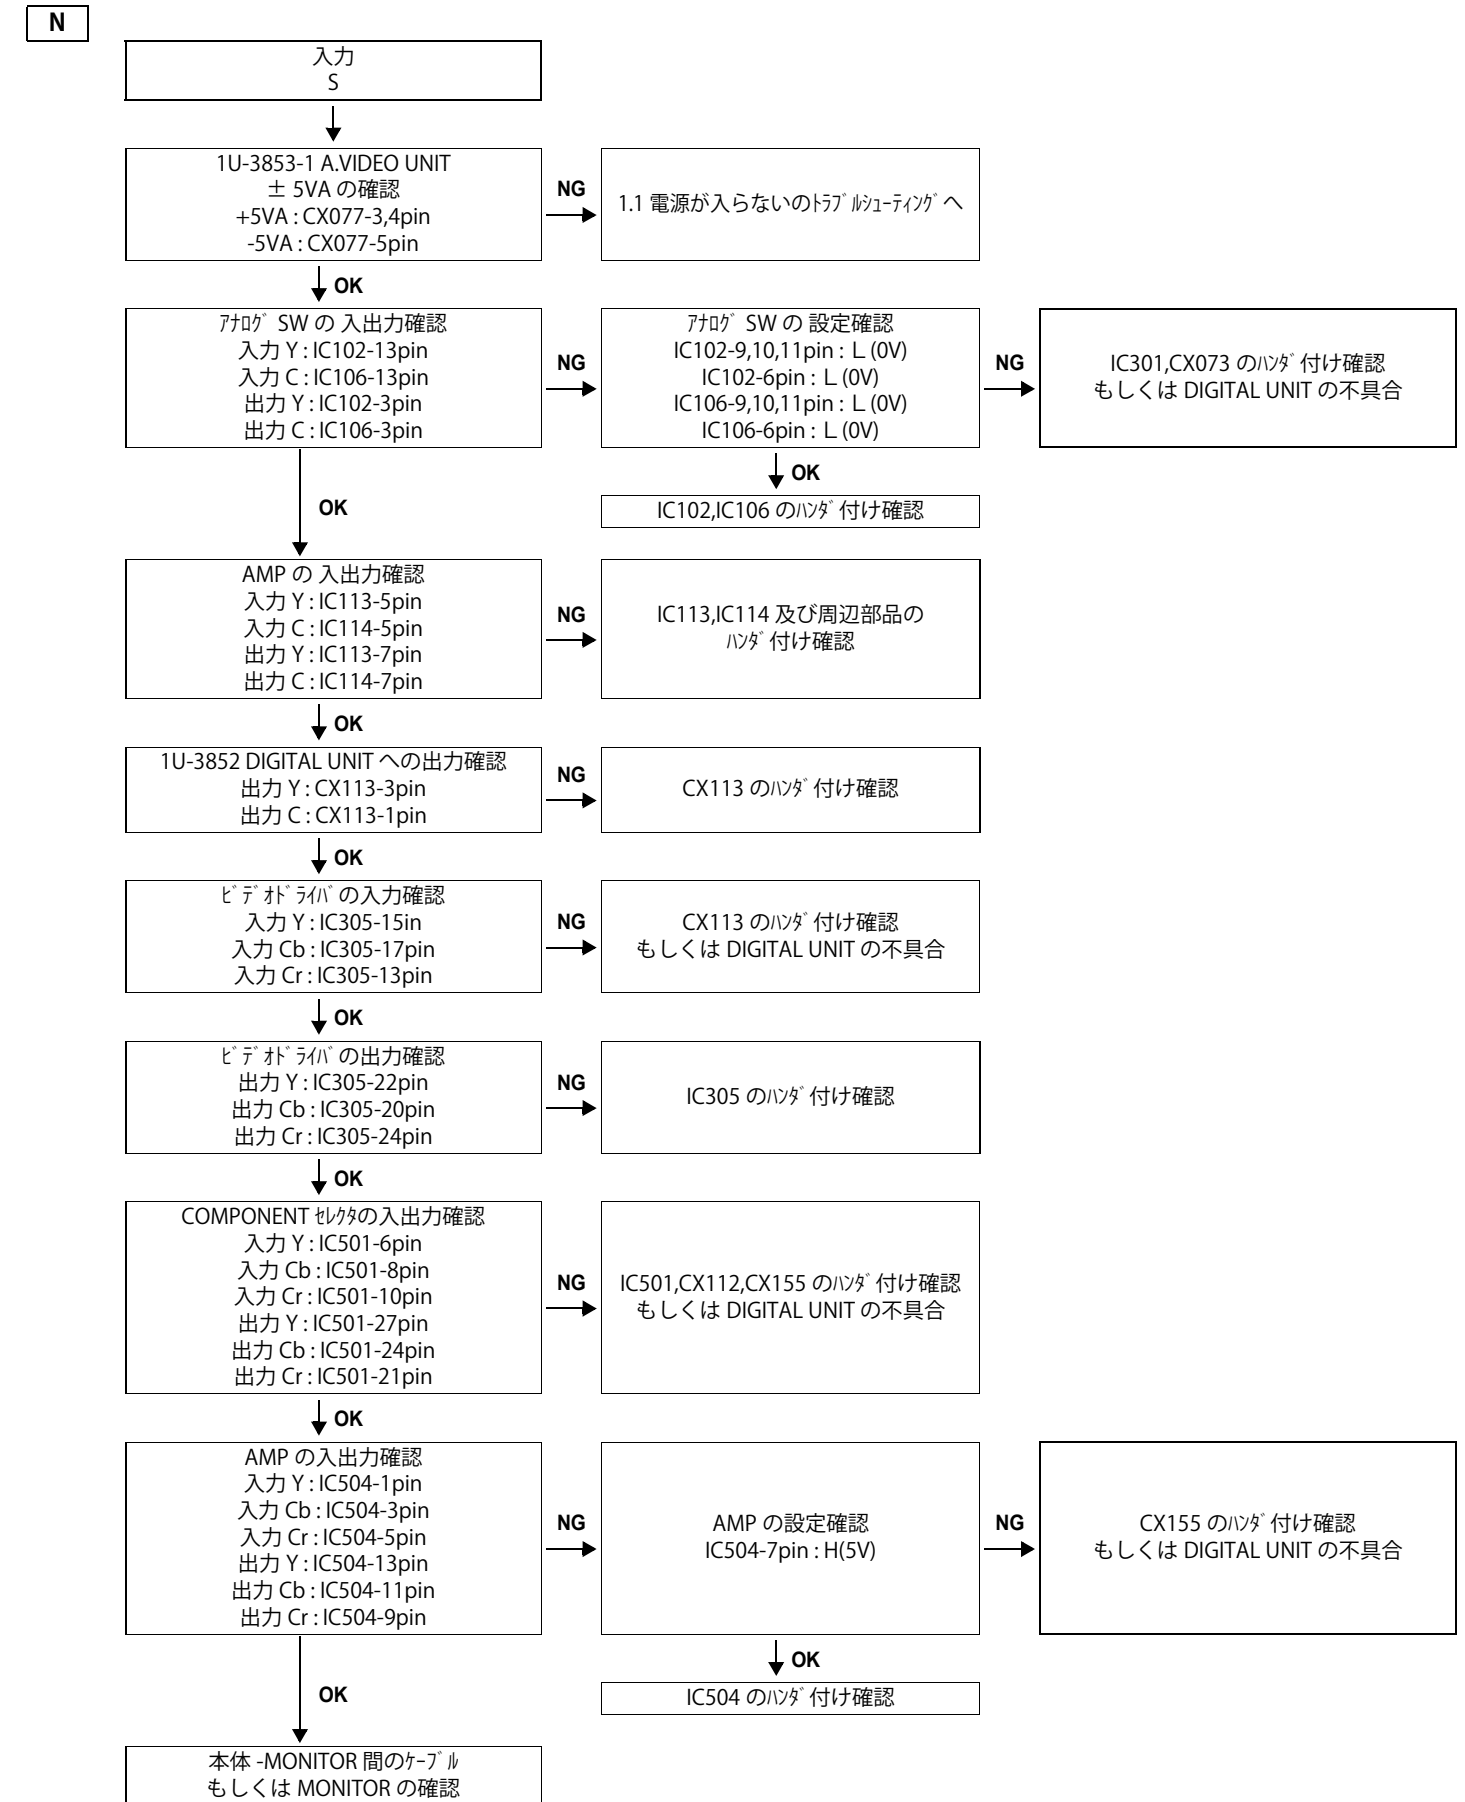 N
入力
S
1U-3853-1 A.VIDEO UNIT
± 5VA の確認
+5VA : CX077-3,4pin
-5VA : CX077-5pin
NG
1.1 電源が入らないのﾄﾗﾌﾞﾙｼｭｰﾃｨﾝｸﾞへ
OK
ｱﾅﾛｸﾞ SW の 入出力確認
入力 Y : IC102-13pin
入力 C : IC106-13pin
出力 Y : IC102-3pin
出力 C : IC106-3pin
NG
ｱﾅﾛｸﾞ SW の 設定確認
IC102-9,10,11pin : L (0V)
IC102-6pin : L (0V)
IC106-9,10,11pin : L (0V)
IC106-6pin : L (0V)
NG
IC301,CX073 のﾊﾝﾀﾞ付け確認
もしくは DIGITAL UNIT の不具合
OK
IC102,IC106 のﾊﾝﾀﾞ付け確認
OK
AMP の 入出力確認
入力 Y : IC113-5pin
入力 C : IC114-5pin
出力 Y : IC113-7pin
出力 C : IC114-7pin
NG
IC113,IC114 及び周辺部品の
ﾊﾝﾀﾞ付け確認
OK
1U-3852 DIGITAL UNIT への出力確認
出力 Y : CX113-3pin
出力 C : CX113-1pin
NG
CX113 のﾊﾝﾀﾞ付け確認
OK
ﾋﾞﾃﾞｵﾄﾞﾗｲﾊﾞの入力確認
入力 Y : IC305-15in
入力 Cb : IC305-17pin
入力 Cr : IC305-13pin
NG
CX113 のﾊﾝﾀﾞ付け確認
もしくは DIGITAL UNIT の不具合
OK
ﾋﾞﾃﾞｵﾄﾞﾗｲﾊﾞの出力確認
出力 Y : IC305-22pin
出力 Cb : IC305-20pin
出力 Cr : IC305-24pin
NG
IC305 のﾊﾝﾀﾞ付け確認
OK
COMPONENT ｾﾚｸﾀの入出力確認
入力 Y : IC501-6pin
入力 Cb : IC501-8pin
入力 Cr : IC501-10pin
出力 Y : IC501-27pin
出力 Cb : IC501-24pin
出力 Cr : IC501-21pin
NG
IC501,CX112,CX155 のﾊﾝﾀﾞ付け確認
もしくは DIGITAL UNIT の不具合
OK
AMP の入出力確認
入力 Y : IC504-1pin
入力 Cb : IC504-3pin
入力 Cr : IC504-5pin
出力 Y : IC504-13pin
出力 Cb : IC504-11pin
出力 Cr : IC504-9pin
NG
AMP の設定確認
IC504-7pin : H(5V)
NG
CX155 のﾊﾝﾀﾞ付け確認
もしくは DIGITAL UNIT の不具合
OK
IC504 のﾊﾝﾀﾞ付け確認
OK
本体 -MONITOR 間のｹｰﾌﾞﾙ
もしくは MONITOR の確認